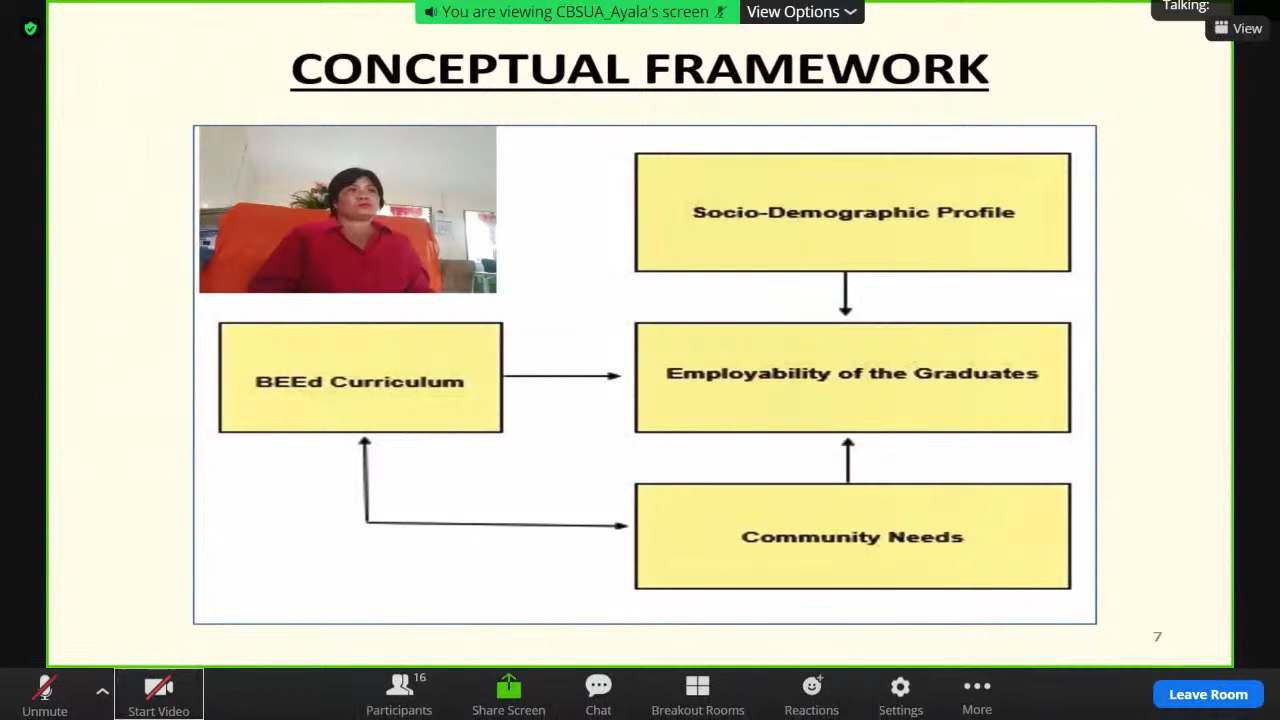 You are viewing CBSUA_Ayala's screen
View Options
Talking:
View
CONCEPTUAL FRAMEWORK
Socio-Demographic Profile
BEEd Curriculum
Employability of the Graduates
Community Needs
7
Unmute
Start Video
16
Participants
Share Screen
Chat
Breakout Rooms
Reactions
Settings
More
Leave Room